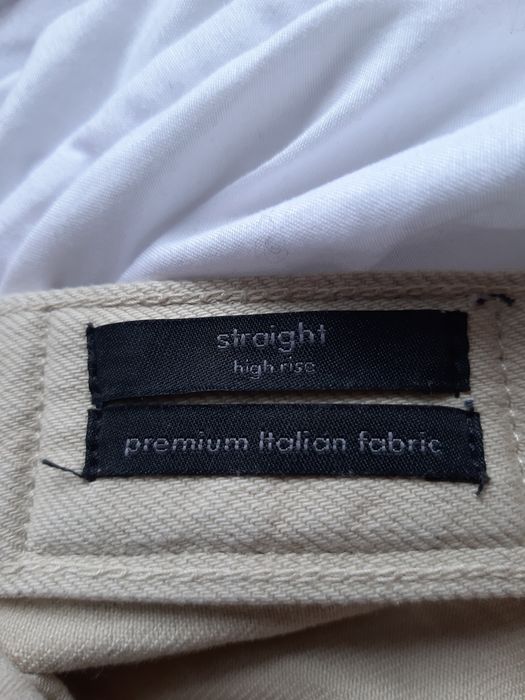 straight
high rise
premium Italian fabric